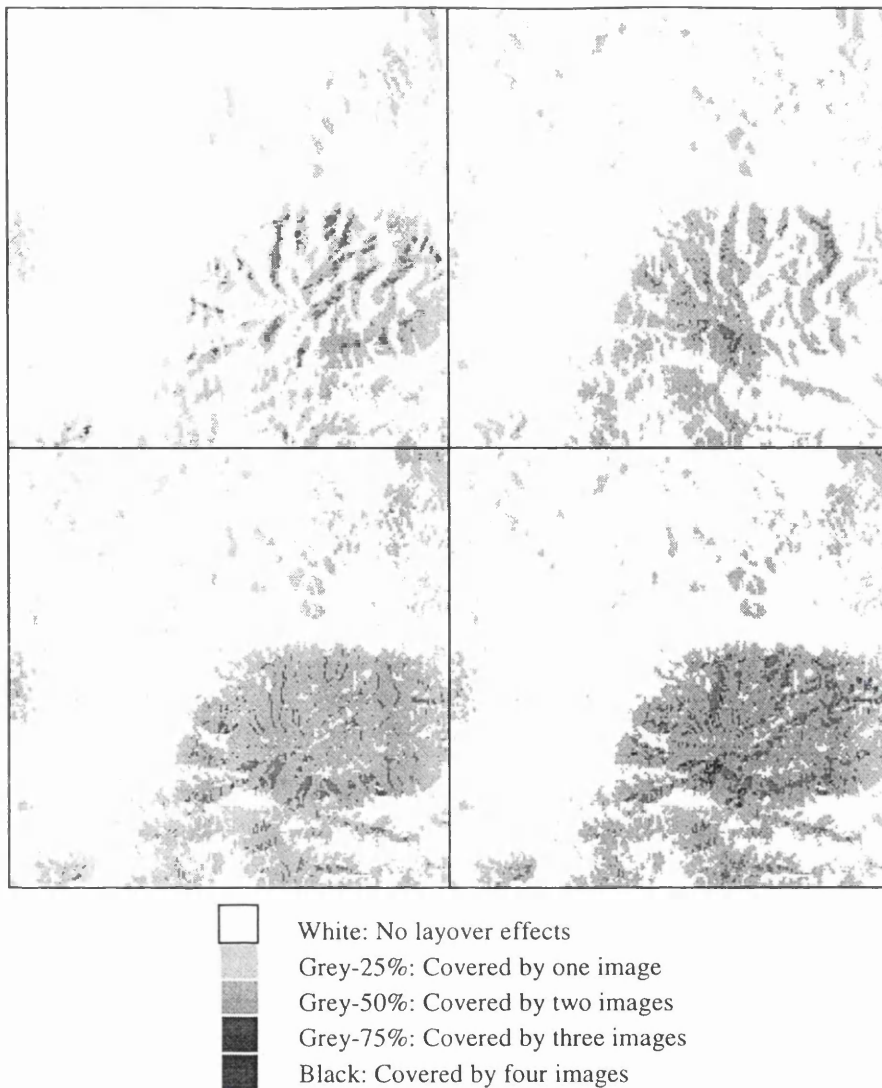 White: No layover effects
Grey-25%: Covered by one image
Grey-50%: Covered by two images
Grey-75%: Covered by three images
Black: Covered by four images